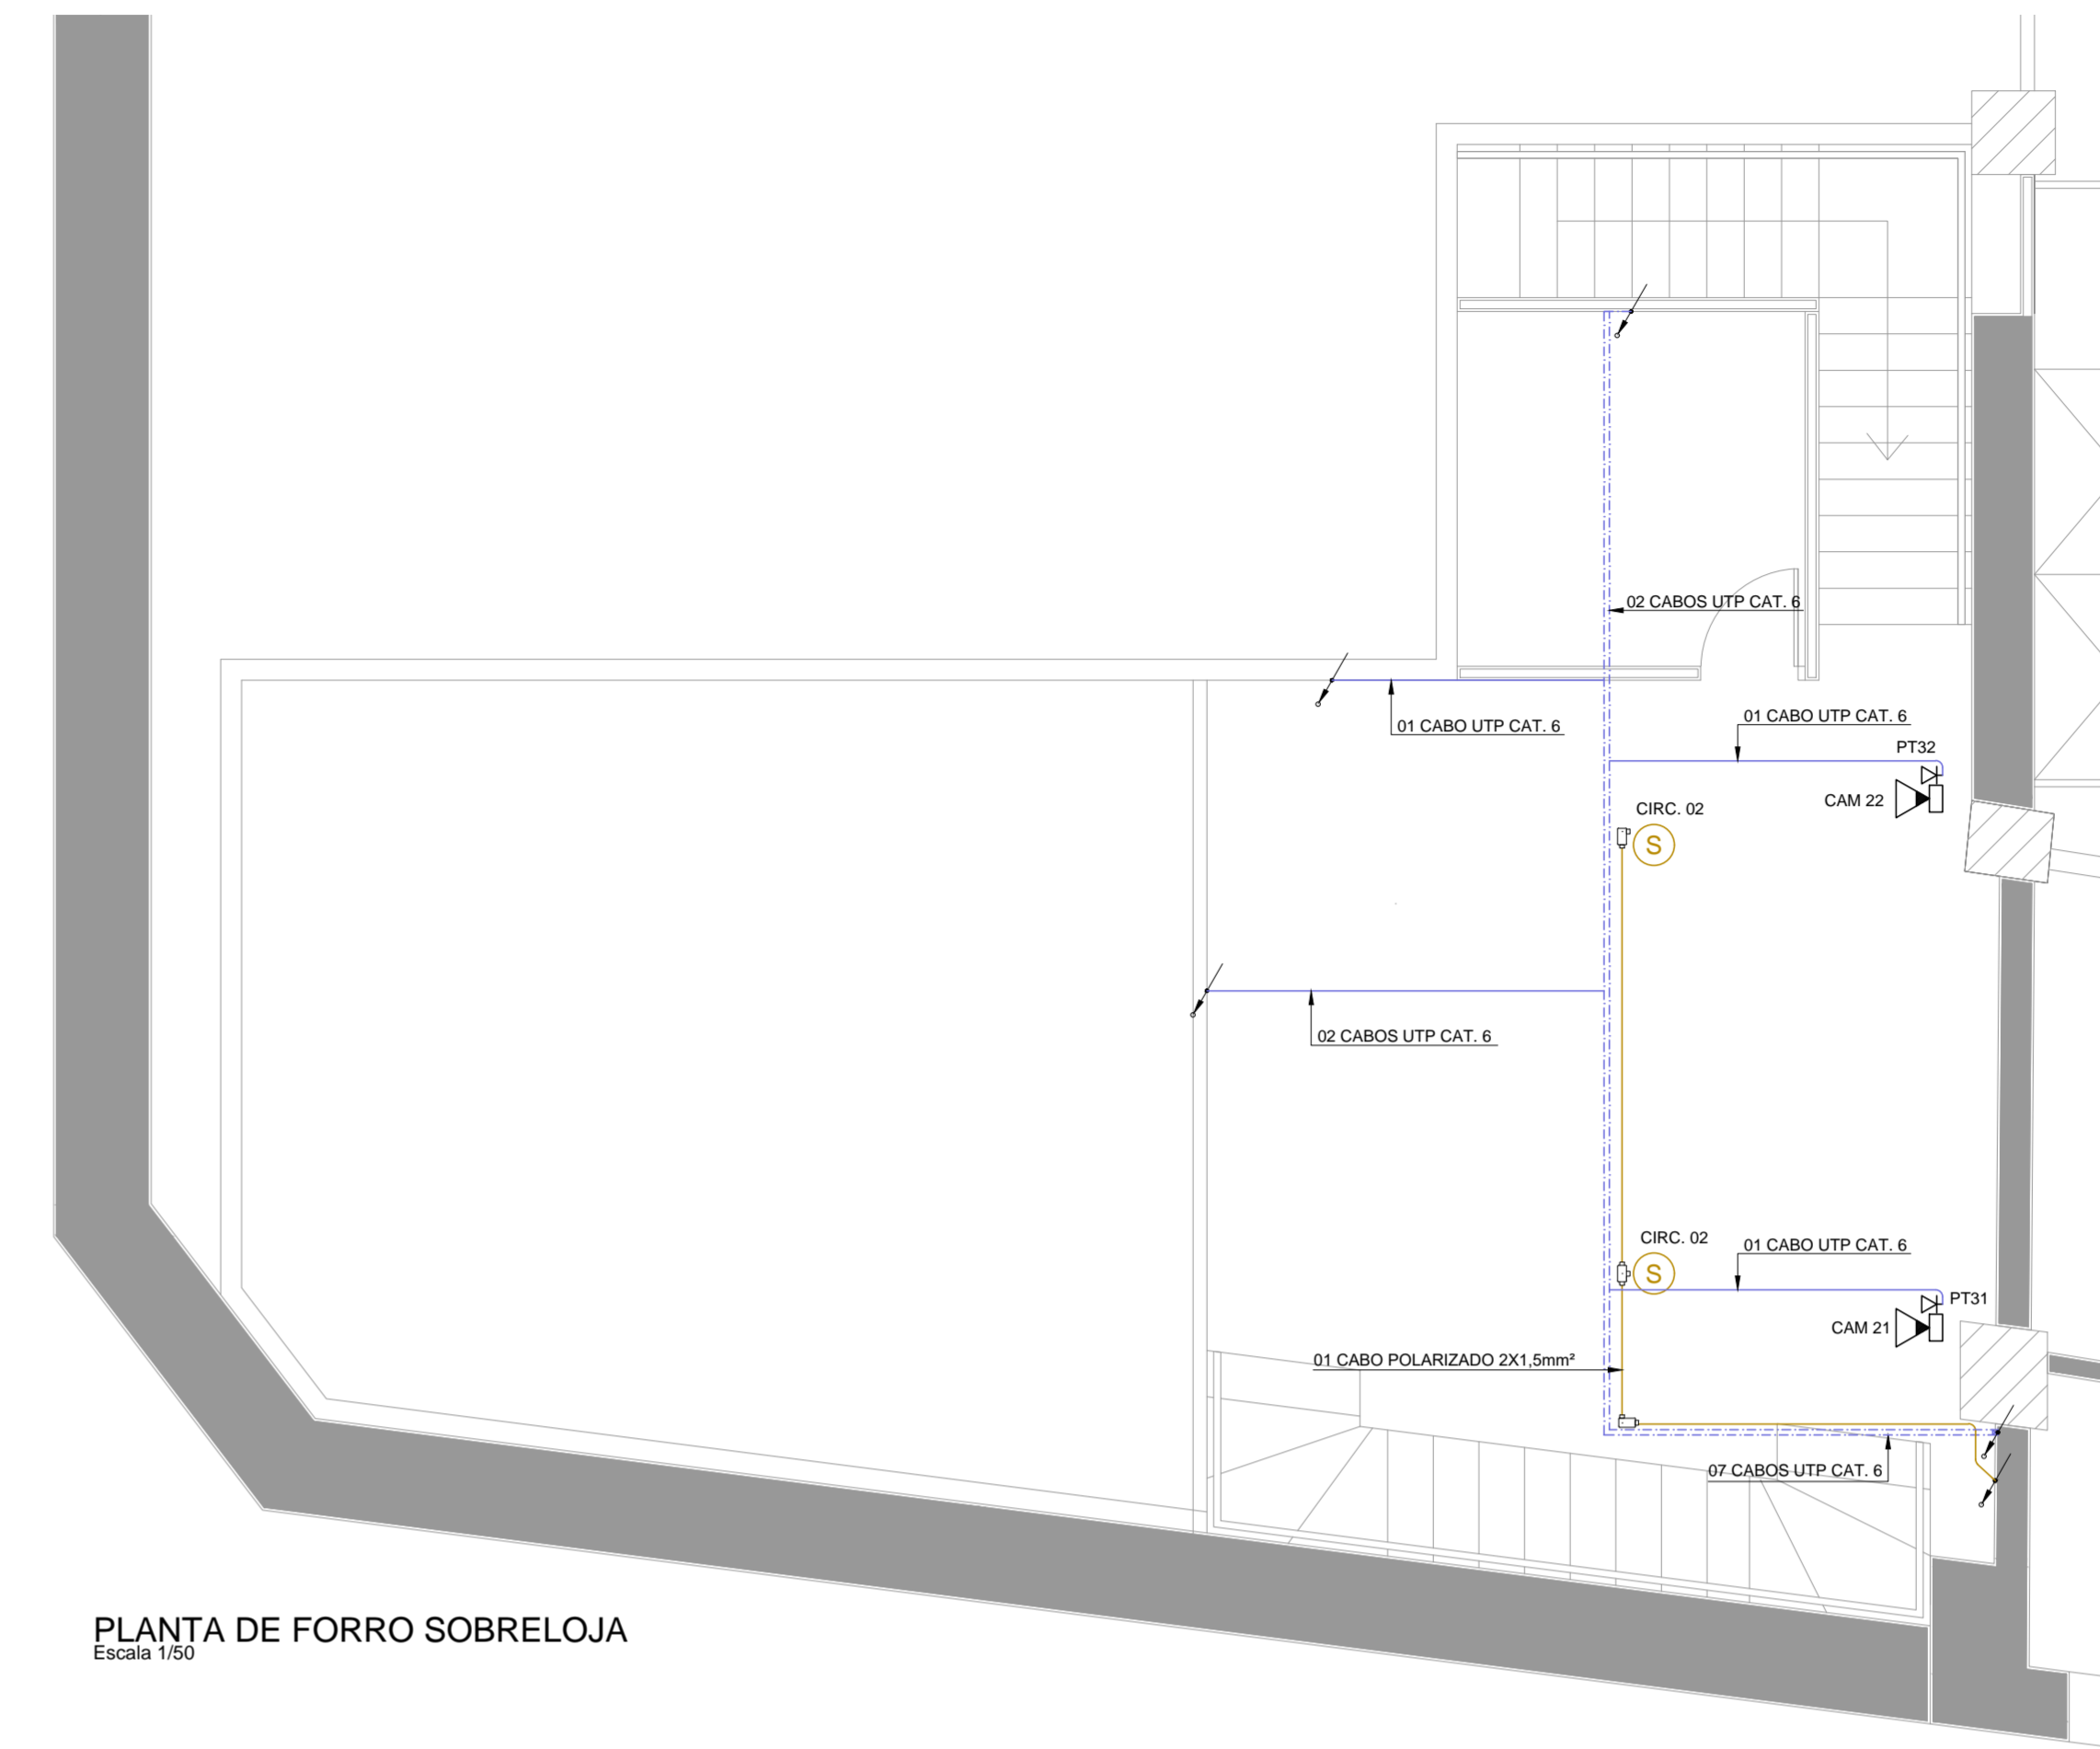 02 CABOS UTP CAT. 6
01 CABO UTP CAT. 6
01 CABO UTP CAT. 6
PT32
CAM 22
CIRC. 02
S
02 CABOS UTP CAT. 6
CIRC. 02
S
01 CABO UTP CAT. 6
PT31
CAM 21
01 CABO POLARIZADO 2X1,5mm²
07 CABOS UTP CAT. 6
PLANTA DE FORRO SOBRELOJA
Escala 1/50